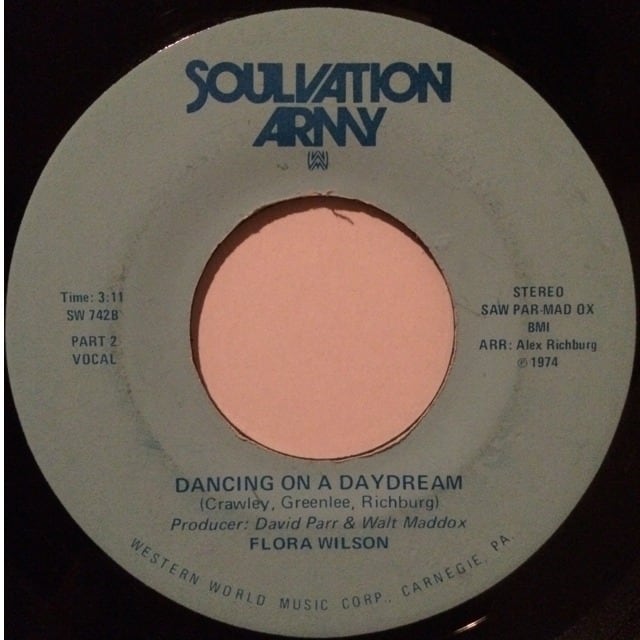 SOULVATION
ARMY
Time: 3:11
SW 742B
PART 2
VOCAL
STEREO
SAW PAR-MAD OX
BMI
ARR: Alex Richburg
℗ 1974
DANCING ON A DAYDREAM
(Crawley, Greenlee, Richburg)
Producer: David Parr & Walt Maddox
FLORA WILSON
WESTERN WORLD MUSIC CORP., CARNEGIE, PA.